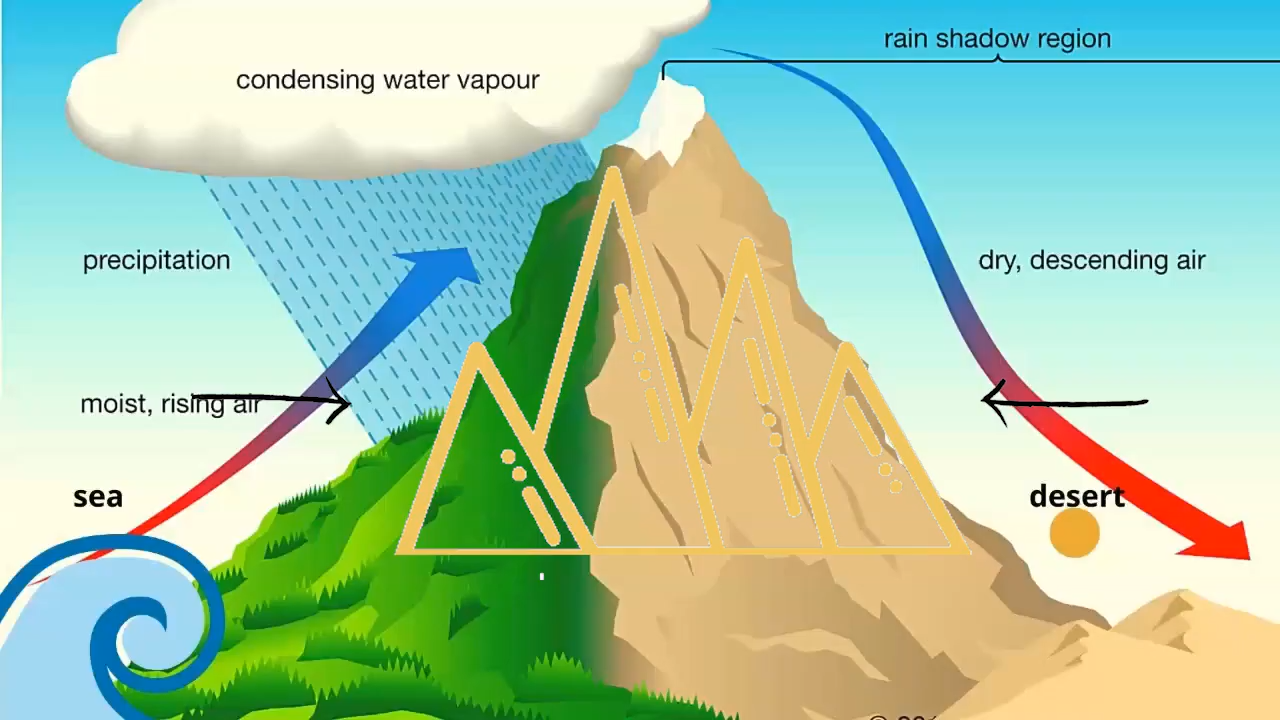 rain shadow region
condensing water vapour
precipitation
dry, descending air
moist, rising air
sea
desert